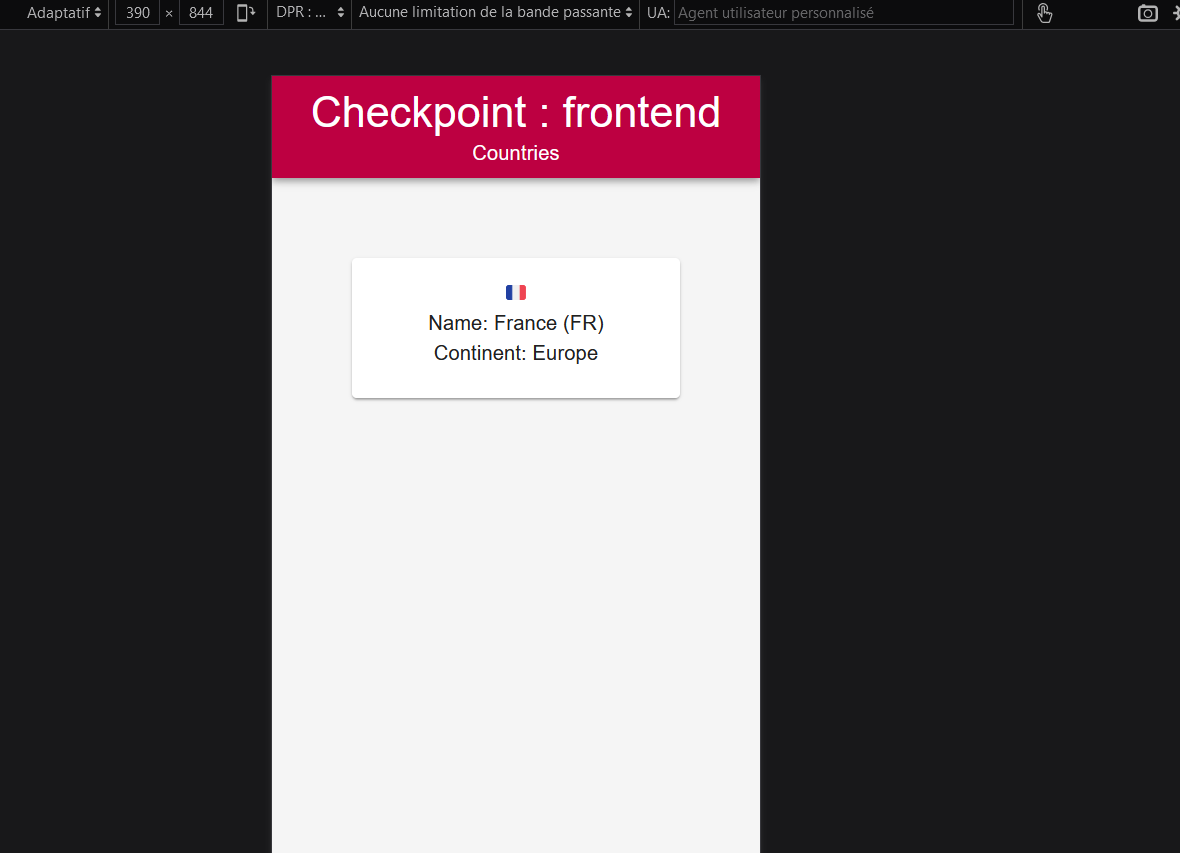 Adaptatif 390 × 844 DPR : ... Aucune limitation de la bande passante UA: Agent utilisateur personnalisé
Checkpoint : frontend
Countries
Name: France (FR)
Continent: Europe